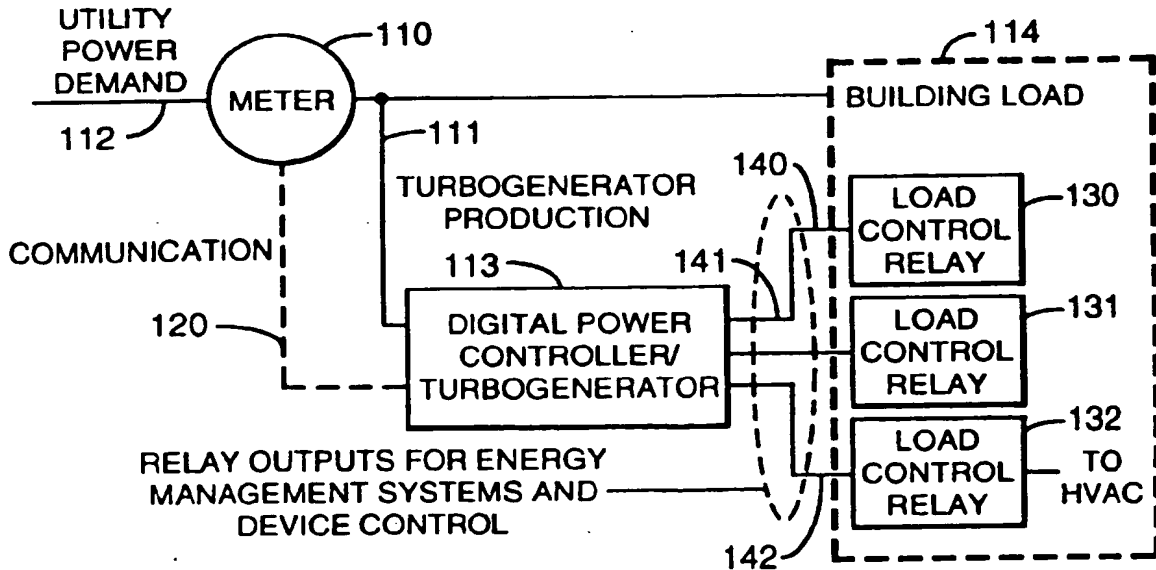 UTILITY
POWER
DEMAND
110
METER
112
111
114
BUILDING LOAD
TURBOGENERATOR
PRODUCTION
140
LOAD
CONTROL
RELAY
130
COMMUNICATION
113
141
120
DIGITAL POWER
CONTROLLER/
TURBOGENERATOR
LOAD
CONTROL
RELAY
131
RELAY OUTPUTS FOR ENERGY
MANAGEMENT SYSTEMS AND
DEVICE CONTROL
142
LOAD
CONTROL
RELAY
132
TO
HVAC